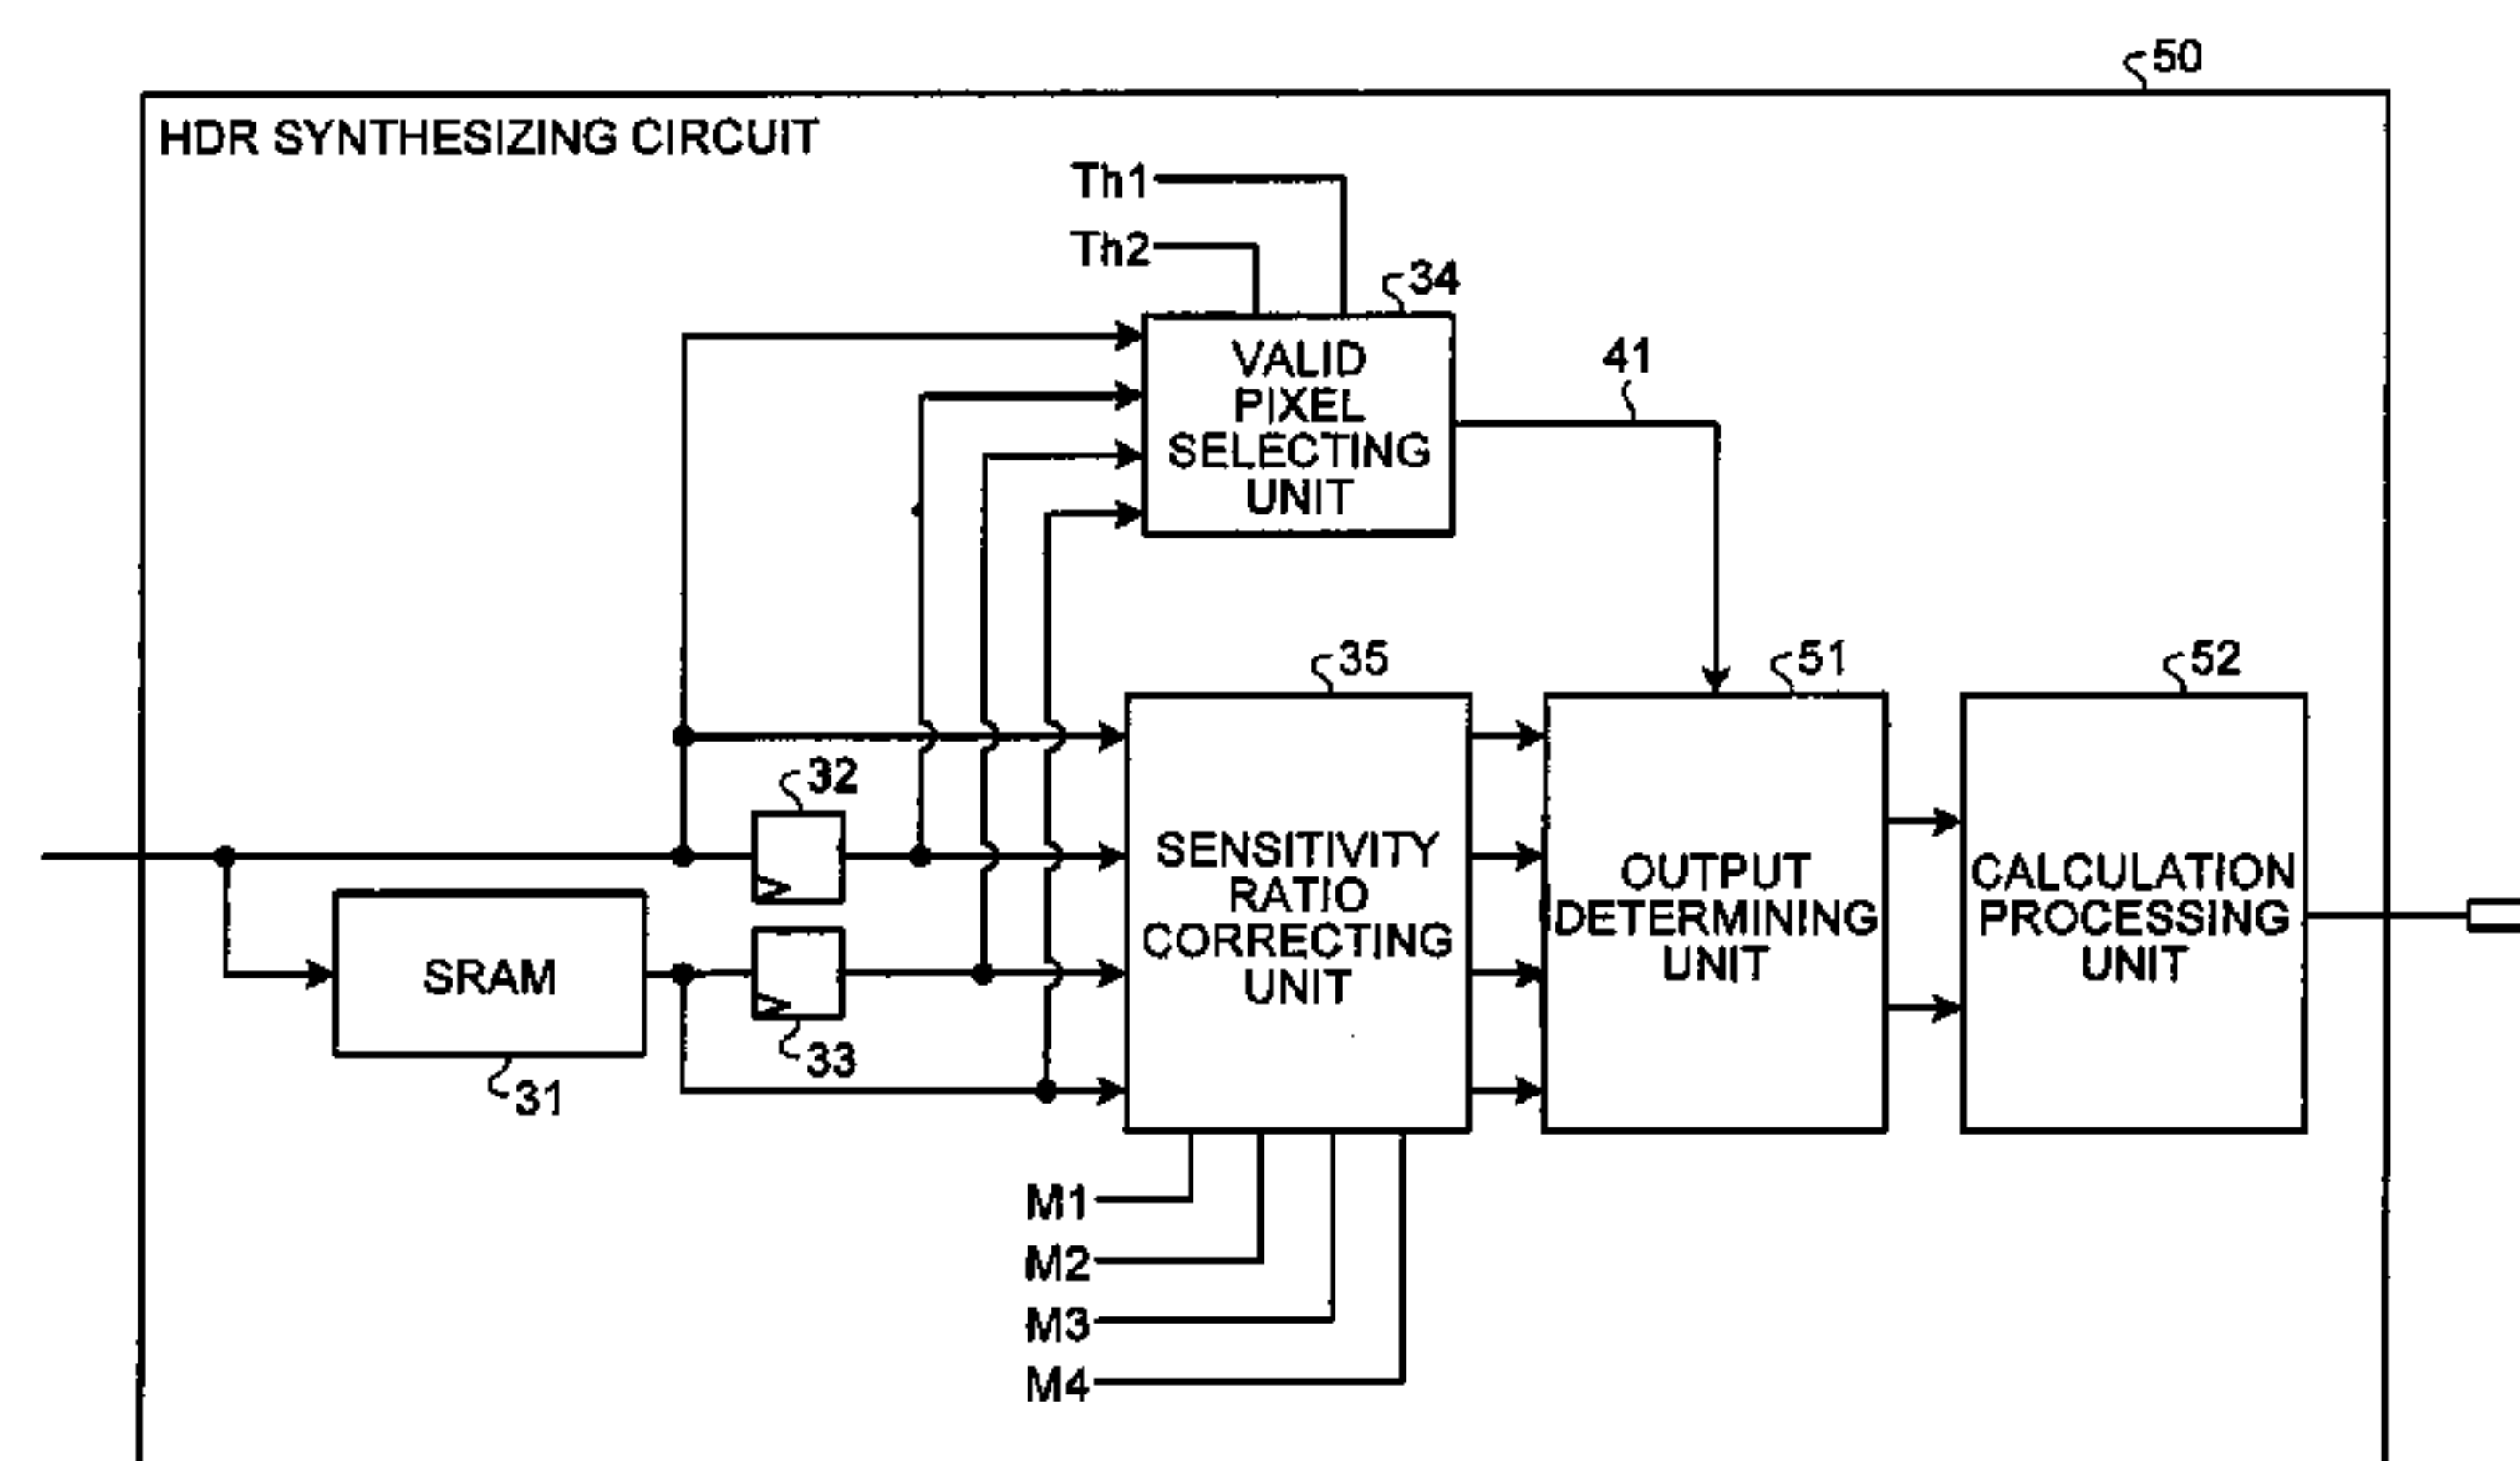 50
HDR SYNTHESIZING CIRCUIT
Th1
Th2
34
VALID
PIXEL
SELECTING
UNIT
41
35
51
52
32
SENSITIVITY
RATIO
CORRECTING
UNIT
OUTPUT
DETERMINING
UNIT
CALCULATION
PROCESSING
UNIT
SRAM
33
31
M1
M2
M3
M4